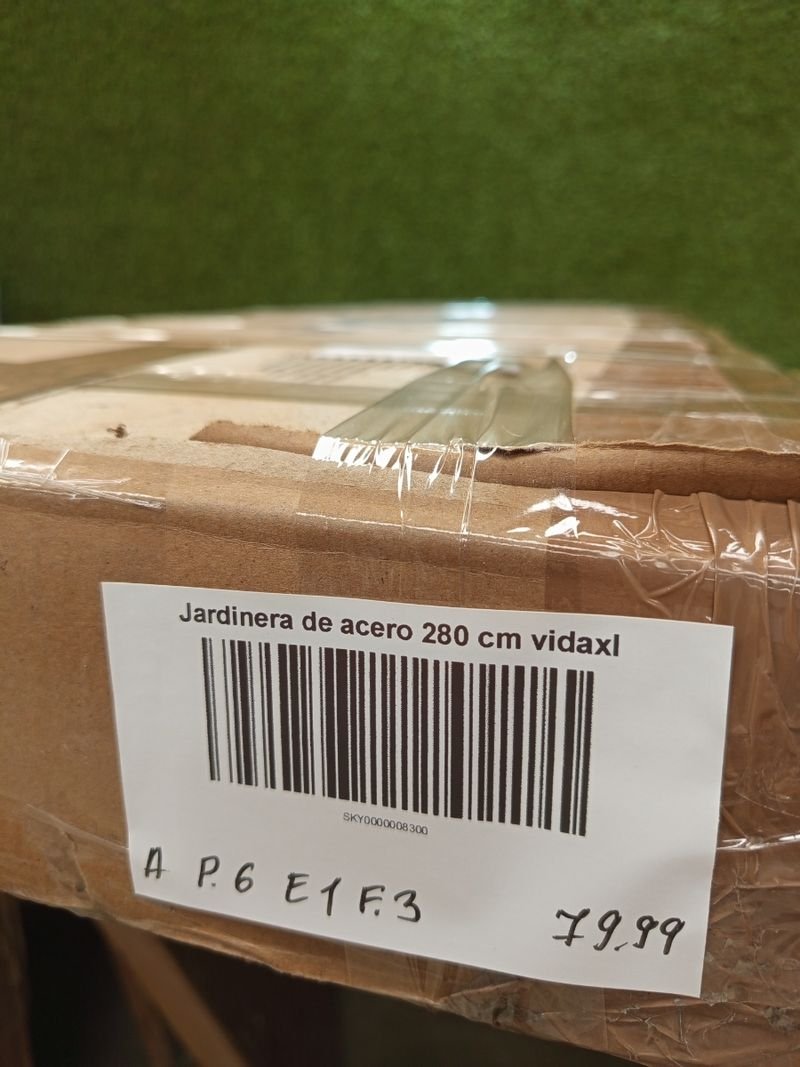 Jardinera de acero 280 cm vidaxl
SKY0000008300
A P.6 E1 F.3
79,99